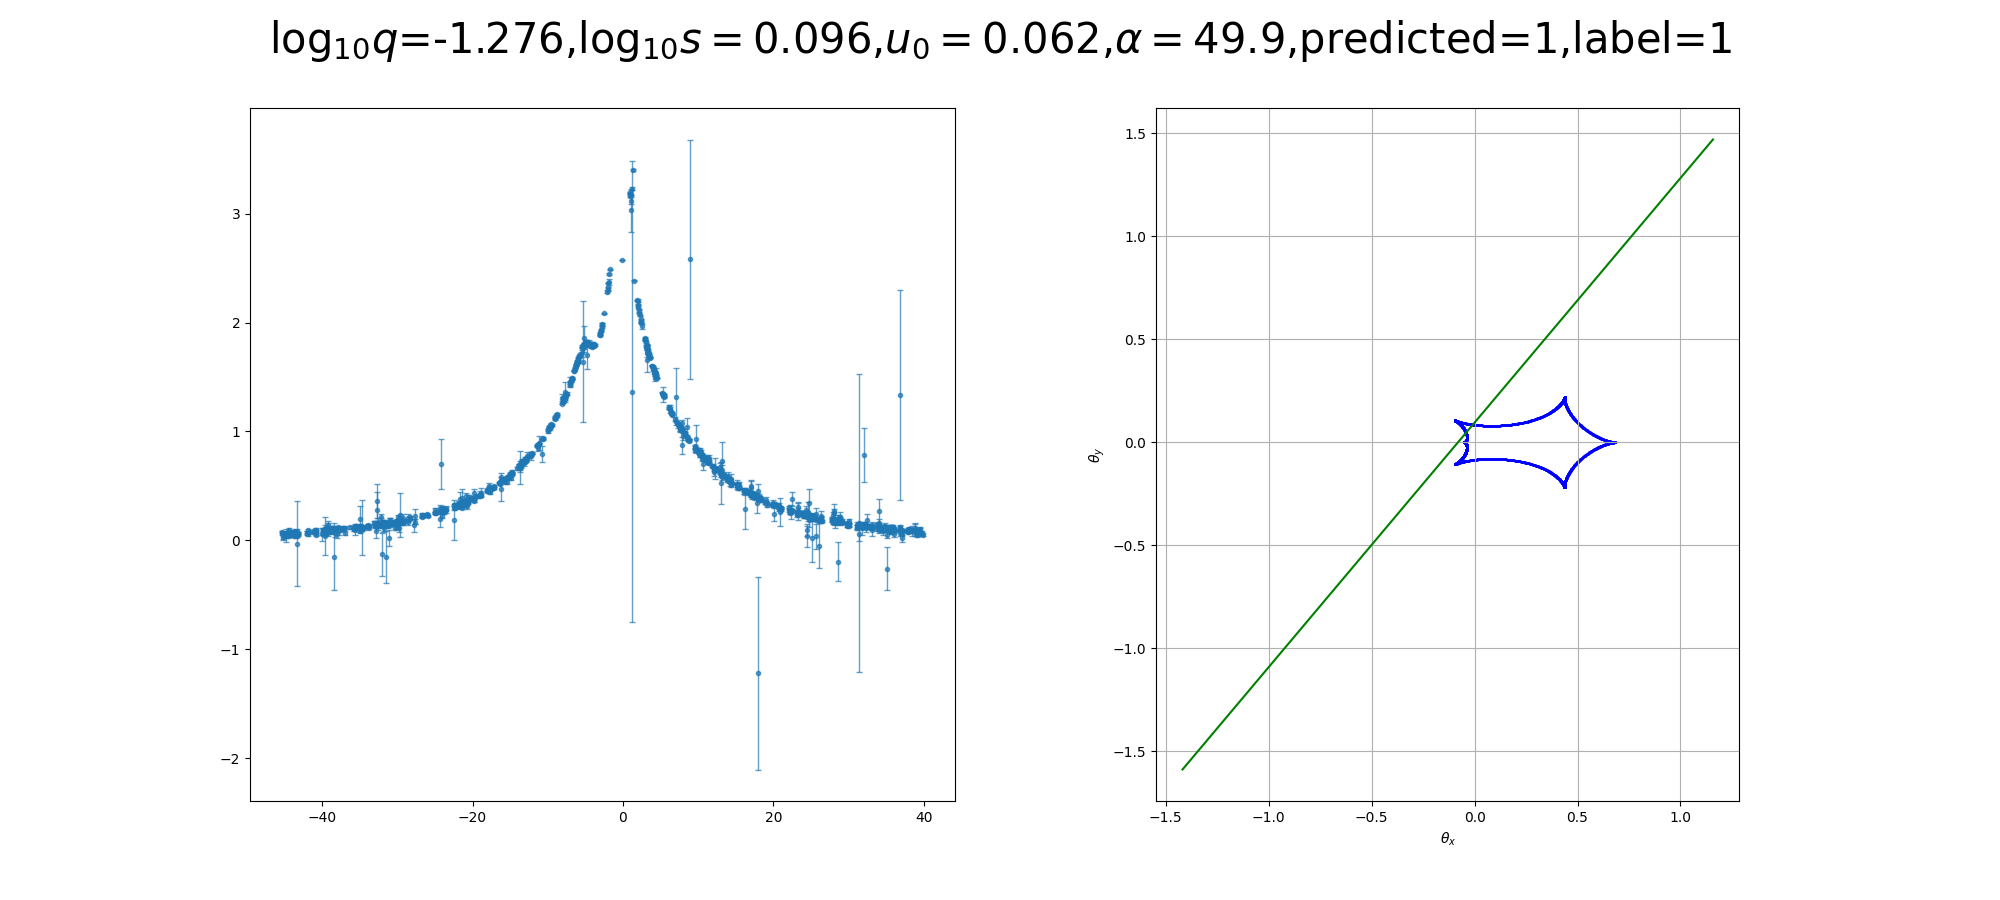 log₁₀q=-1.276,log₁₀s = 0.096,u₀ = 0.062,α = 49.9,predicted=1,label=1
3
2
1
0
−1
−2
−40 −20 0 20 40
1.5
1.0
0.5
0.0
−0.5
−1.0
−1.5
θy
−1.5 −1.0 −0.5 0.0 0.5 1.0
θx